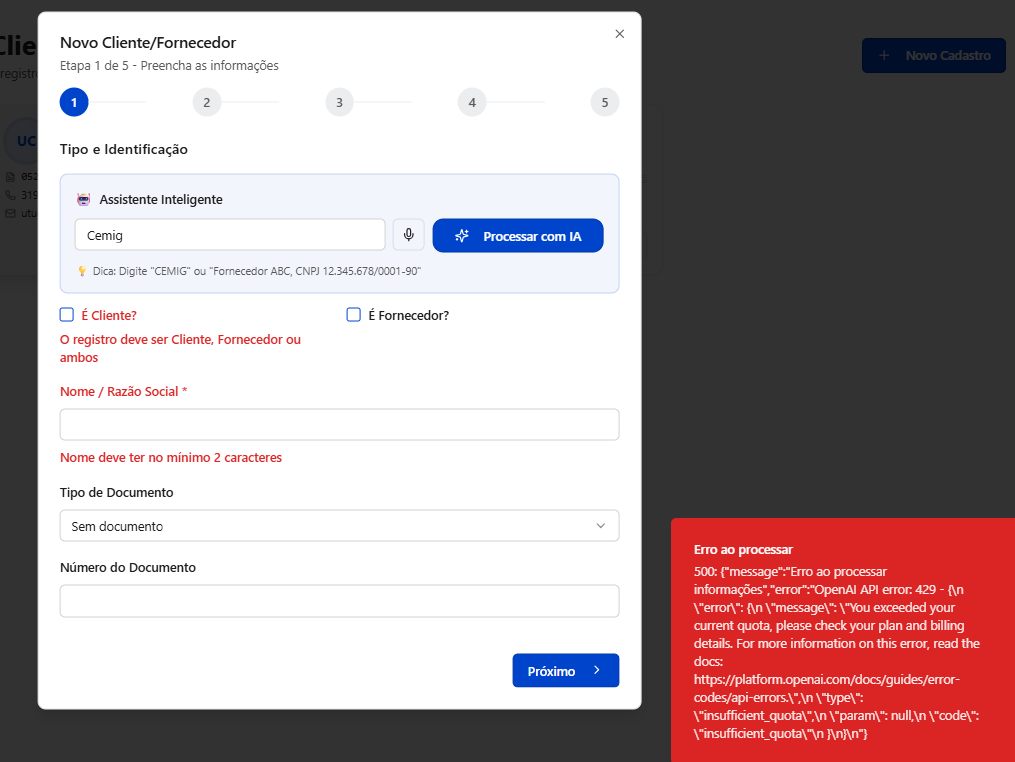 Novo Cliente/Fornecedor
Etapa 1 de 5 - Preencha as informações
1
2
3
4
5
Tipo e Identificação
Assistente Inteligente
Cemig
Processar com IA
Dica: Digite "CEMIG" ou "Fornecedor ABC, CNPJ 12.345.678/0001-90"
É Cliente?
É Fornecedor?
O registro deve ser Cliente, Fornecedor ou
ambos
Nome / Razão Social *
Nome deve ter no mínimo 2 caracteres
Tipo de Documento
Sem documento
Número do Documento
Próximo
Novo Cadastro
UC
Erro ao processar
500: {"message":"Erro ao processar
informações","error":"OpenAI API error: 429 - {\n
\"error\": {\n \"message\": \"You exceeded your
current quota, please check your plan and billing
details. For more information on this error, read the
docs:
https://platform.openai.com/docs/guides/error-
codes/api-errors.\",\n \"type\":
\"insufficient_quota\",\n \"param\": null,\n \"code\":
\"insufficient_quota\"\n }\n}\n"}